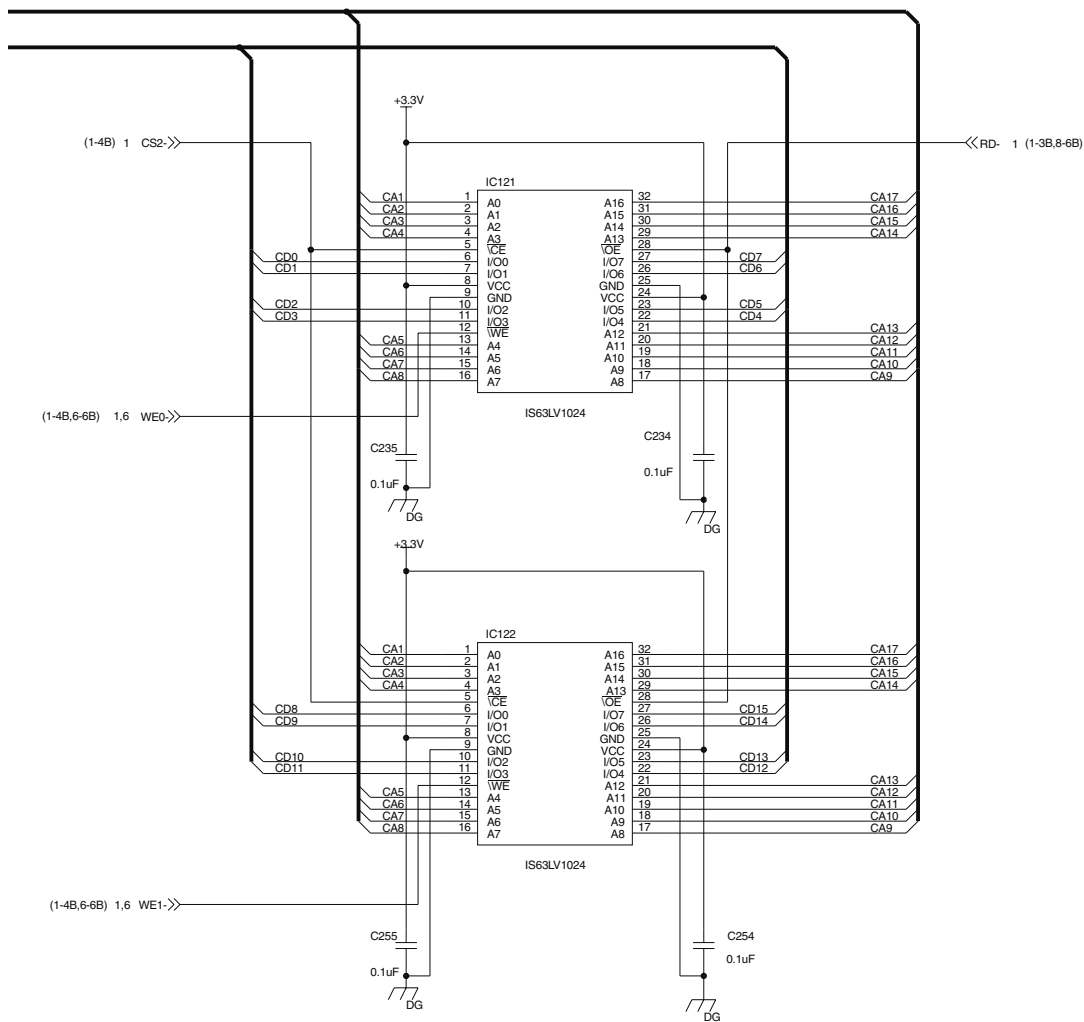 +3.3V
(1-4B) 1 CS2-
RD- 1 (1-3B,8-6B)
IC121
CA1 1 A0 A16 32 CA17
CA2 2 A1 A15 31 CA16
CA3 3 A2 A14 30 CA15
CA4 4 A3 A13 29 CA14
5 \CE \OE 28
CD0 6 I/O0 I/O7 27 CD7
CD1 7 I/O1 I/O6 26 CD6
8 VCC GND 25
9 GND VCC 24
CD2 10 I/O2 I/O5 23 CD5
CD3 11 I/O3 I/O4 22 CD4
12 \WE A12 21 CA13
CA5 13 A4 A11 20 CA12
CA6 14 A5 A10 19 CA11
CA7 15 A6 A9 18 CA10
CA8 16 A7 A8 17 CA9
(1-4B,6-6B) 1,6 WE0-
IS63LV1024
C235
0.1uF
DG
C234
0.1uF
DG
+3.3V
IC122
CA1 1 A0 A16 32 CA17
CA2 2 A1 A15 31 CA16
CA3 3 A2 A14 30 CA15
CA4 4 A3 A13 29 CA14
5 \CE \OE 28
CD8 6 I/O0 I/O7 27 CD15
CD9 7 I/O1 I/O6 26 CD14
8 VCC GND 25
9 GND VCC 24
CD10 10 I/O2 I/O5 23 CD13
CD11 11 I/O3 I/O4 22 CD12
12 \WE A12 21 CA13
CA5 13 A4 A11 20 CA12
CA6 14 A5 A10 19 CA11
CA7 15 A6 A9 18 CA10
CA8 16 A7 A8 17 CA9
IS63LV1024
(1-4B,6-6B) 1,6 WE1-
C255
0.1uF
DG
C254
0.1uF
DG